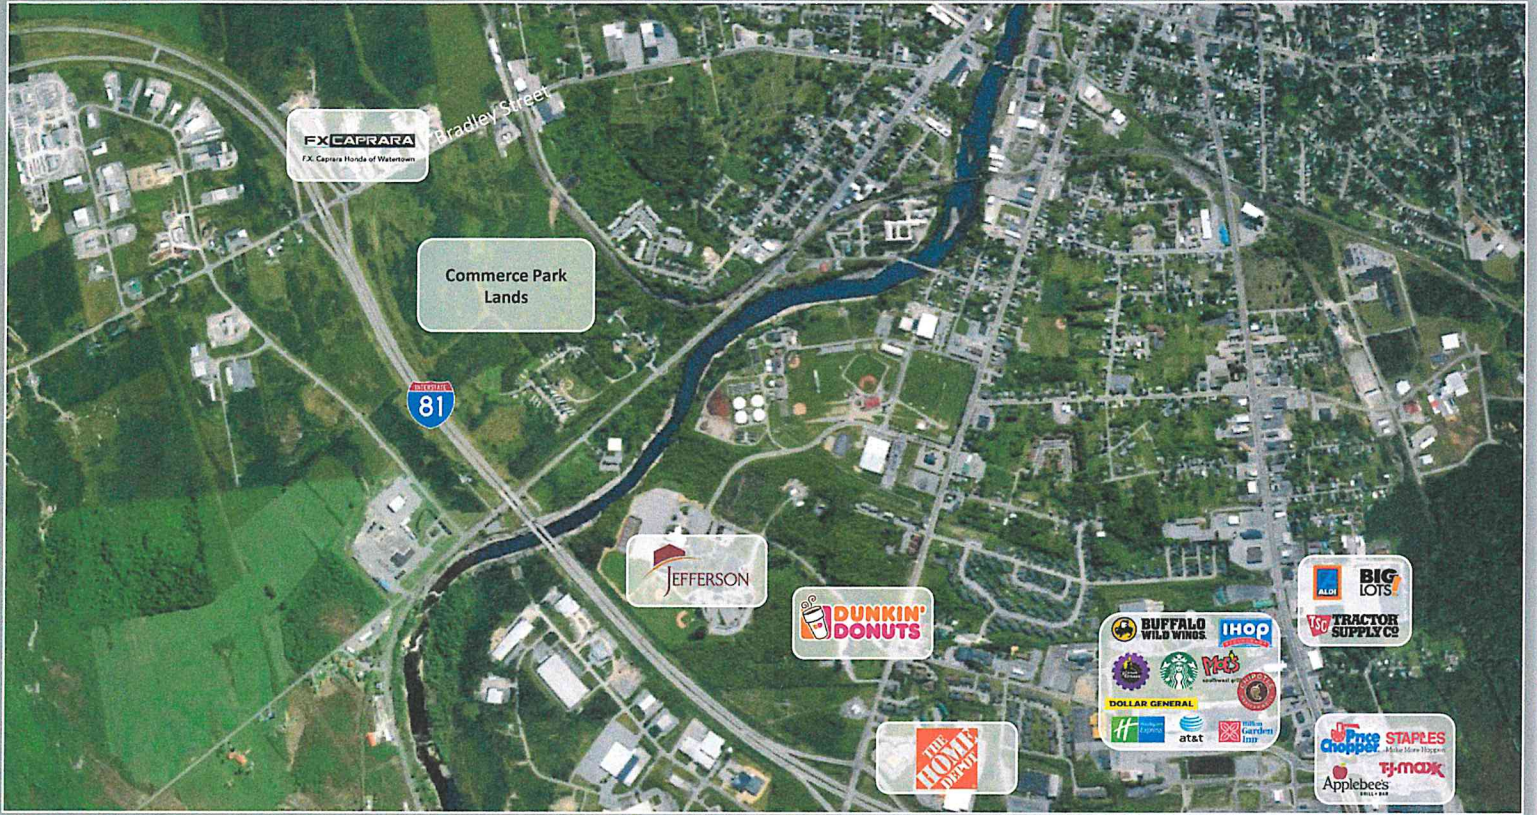 Bradley Street
FX CAPRARA
F.X. Caprara Honda of Watertown
Commerce Park
Lands
INTERSTATE
81
JEFFERSON
DUNKIN'
DONUTS
THE
HOME
DEPOT
BUFFALO
WILD WINGS
IHOP
MOE'S
southwest grill
DOLLAR GENERAL
CHIPOTLE
Holiday Inn
Express
at&t
Hilton
Garden
Inn
ALDI
BIG
LOTS!
TSC TRACTOR
SUPPLY CO
Price
Chopper
STAPLES
Make More Happen
T.J.maxx
Applebee's
GRILL + BAR